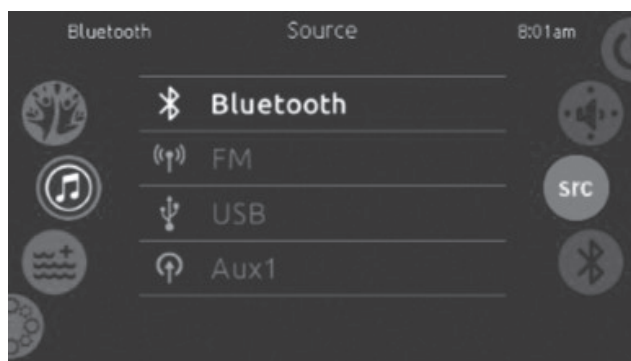 Bluetooth Source 8:01am
Bluetooth
FM
USB
src
Aux1